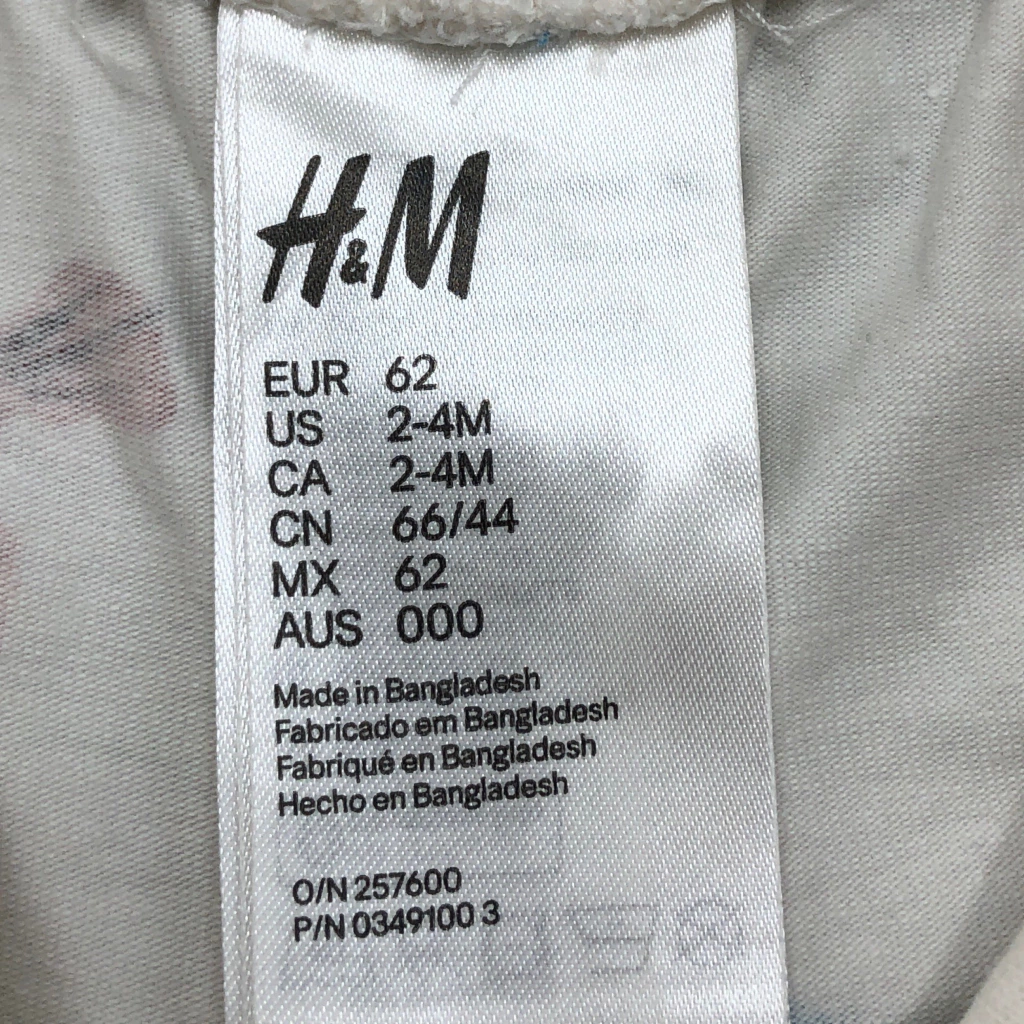 H&M
EUR 62
US 2-4M
CA 2-4M
CN 66/44
MX 62
AUS 000
Made in Bangladesh
Fabricado em Bangladesh
Fabriqué en Bangladesh
Hecho en Bangladesh
O/N 257600
P/N 0349100 3